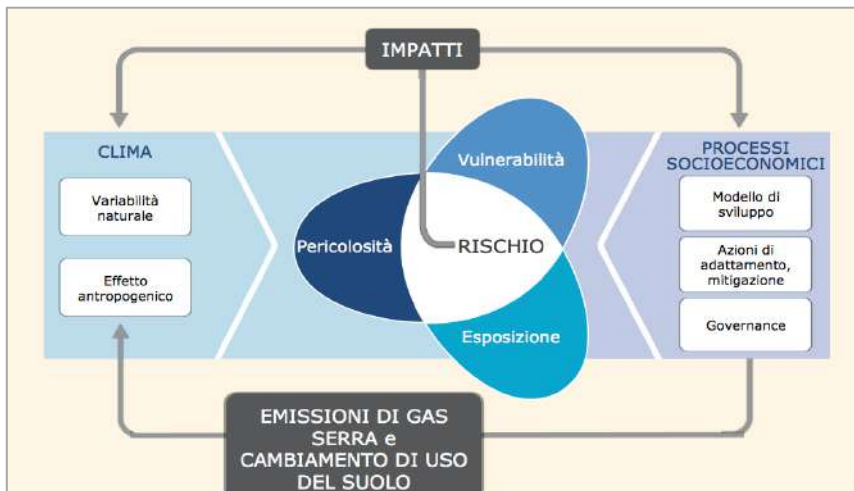 IMPATTI
CLIMA
Variabilità
naturale
Effetto
antropogenico
Pericolosità
Vulnerabilità
RISCHIO
Esposizione
PROCESSI
SOCIOECONOMICI
Modello di
sviluppo
Azioni di
adattamento,
mitigazione
Governance
EMISSIONI DI GAS
SERRA e
CAMBIAMENTO DI USO
DEL SUOLO